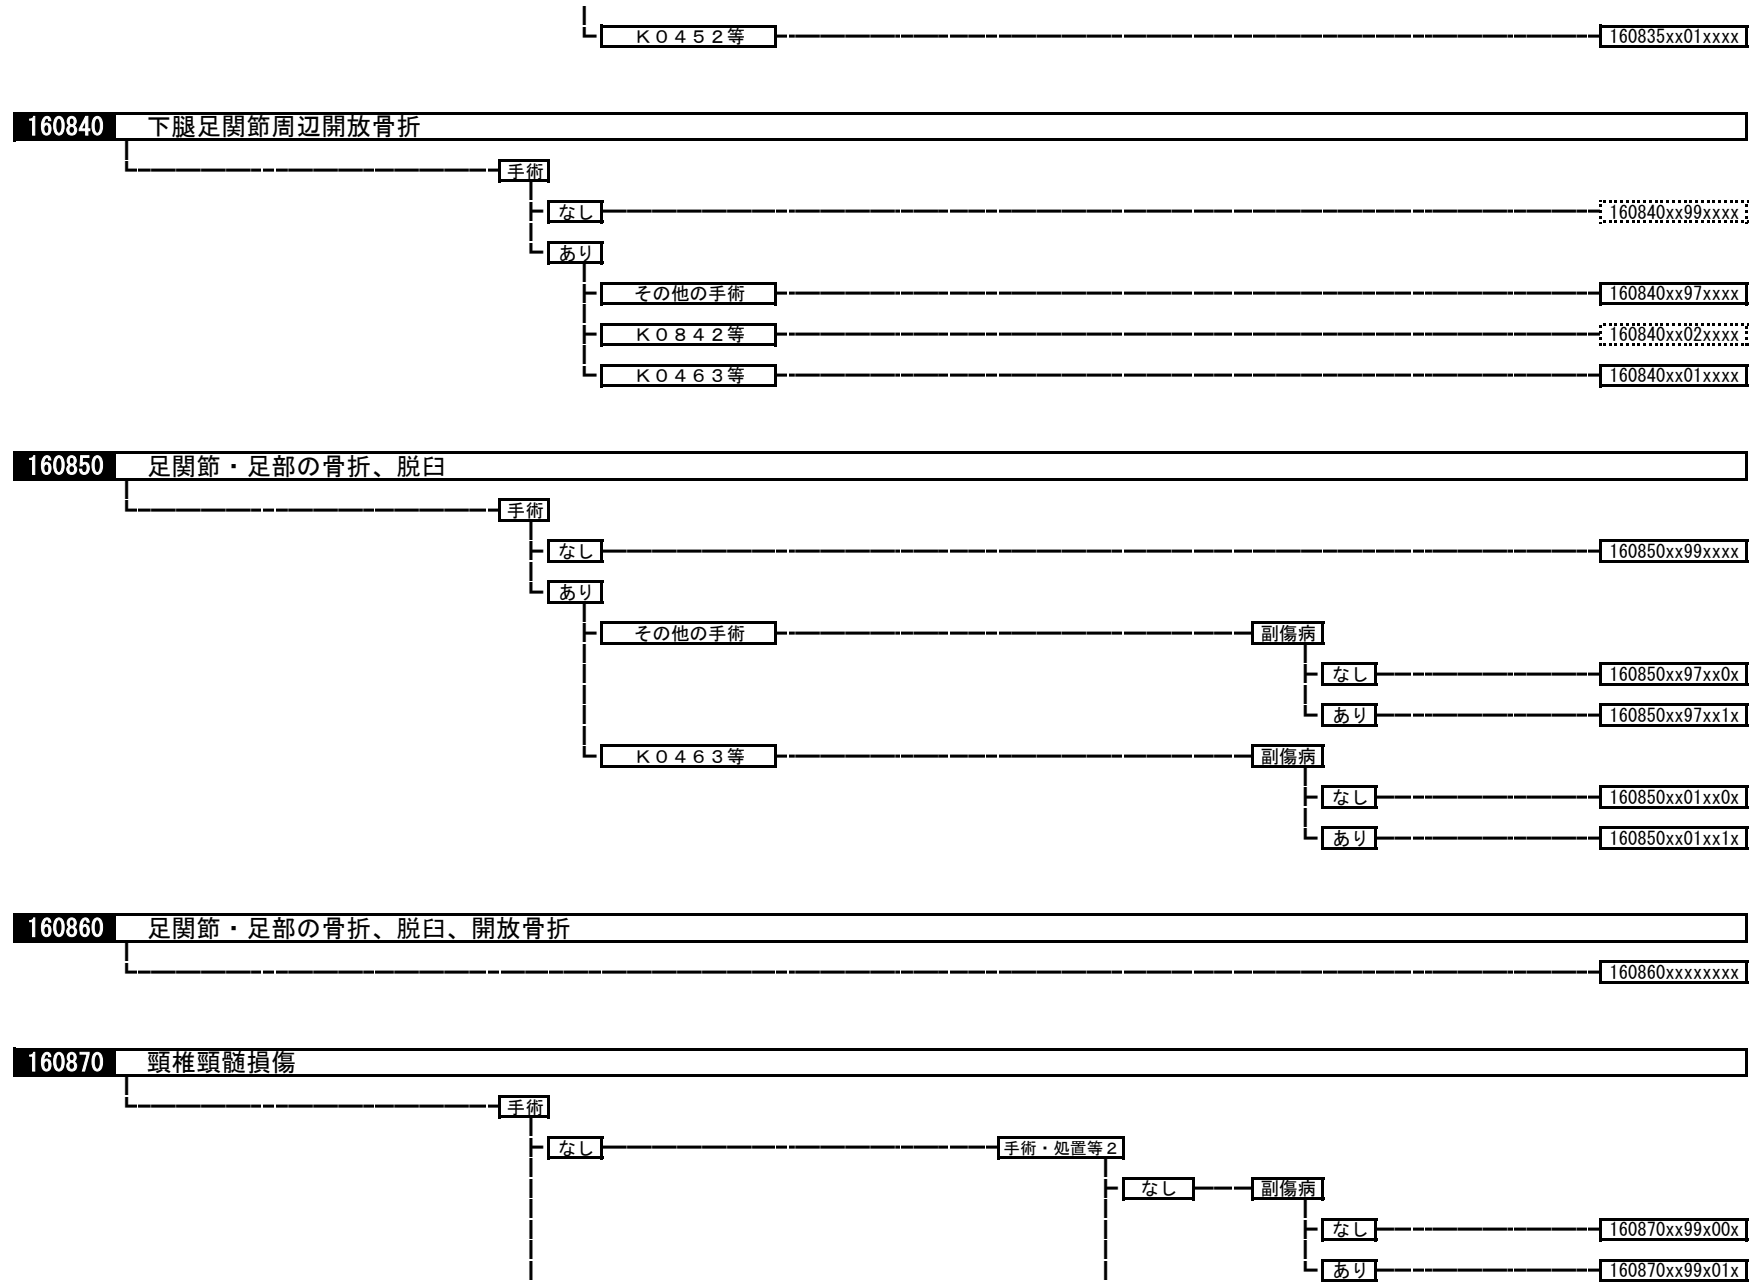 Ｋ０４５２等 160835xx01xxxx
160840 下腿足関節周辺開放骨折
手術
なし 160840xx99xxxx
あり
その他の手術 160840xx97xxxx
Ｋ０８４２等 160840xx02xxxx
Ｋ０４６３等 160840xx01xxxx
160850 足関節・足部の骨折、脱臼
手術
なし 160850xx99xxxx
あり
その他の手術 副傷病
なし 160850xx97xx0x
あり 160850xx97xx1x
Ｋ０４６３等 副傷病
なし 160850xx01xx0x
あり 160850xx01xx1x
160860 足関節・足部の骨折、脱臼、開放骨折
160860xxxxxxxx
160870 頸椎頸髄損傷
手術
なし 手術・処置等２
なし 副傷病
なし 160870xx99x00x
あり 160870xx99x01x